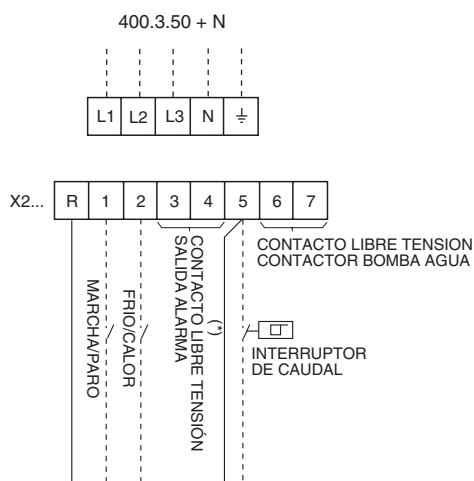 400.3.50 + N
L1 L2 L3 N
X2... R 1 2 3 4 5 6 7
CONTACTO LIBRE TENSION
CONTACTOR BOMBA AGUA
MARCHA/PARO
FRIO/CALOR
CONTACTO LIBRE TENSIÓN
SALIDA ALARMA
(*)
INTERRUPTOR
DE CAUDAL